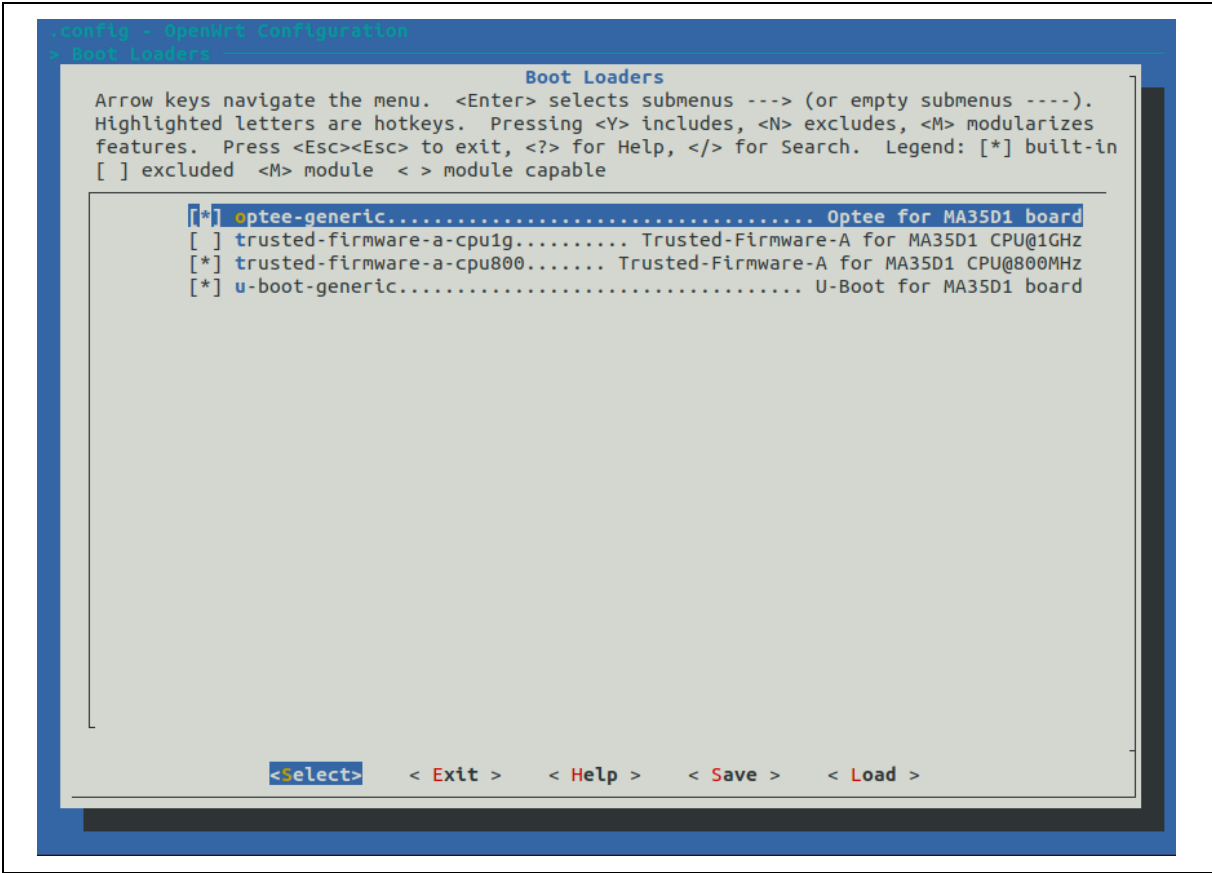 .config - OpenWrt Configuration
> Boot Loaders
Boot Loaders
Arrow keys navigate the menu.  <Enter> selects submenus ---> (or empty submenus ----).
Highlighted letters are hotkeys.  Pressing <Y> includes, <N> excludes, <M> modularizes
features.  Press <Esc><Esc> to exit, <?> for Help, </> for Search.  Legend: [*] built-in
[ ] excluded  <M> module  < > module capable
[*] optee-generic..................................... Optee for MA35D1 board
[ ] trusted-firmware-a-cpu1g.......... Trusted-Firmware-A for MA35D1 CPU@1GHz
[*] trusted-firmware-a-cpu800....... Trusted-Firmware-A for MA35D1 CPU@800MHz
[*] u-boot-generic................................... U-Boot for MA35D1 board
<Select>    < Exit >    < Help >    < Save >    < Load >